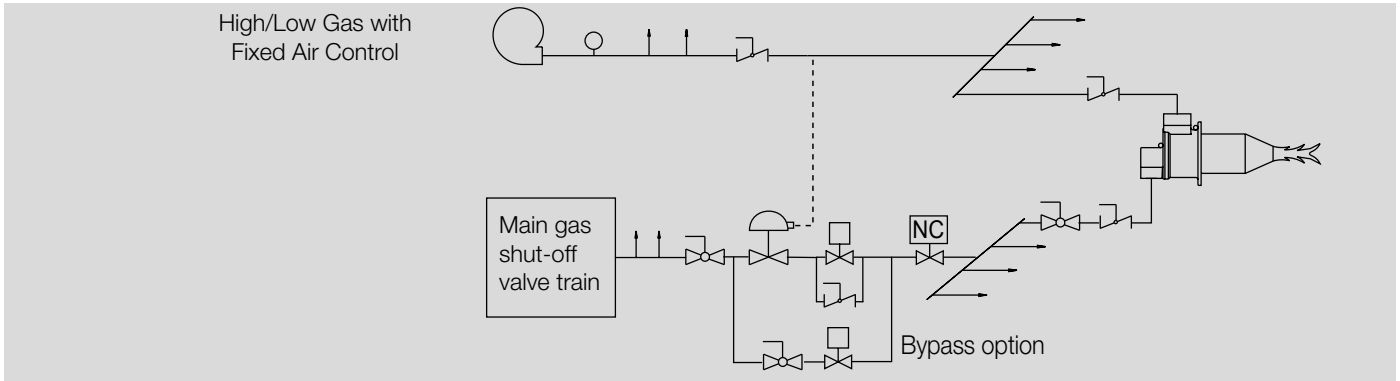 High/Low Gas with
Fixed Air Control
Main gas
shut-off
valve train
NC
Bypass option